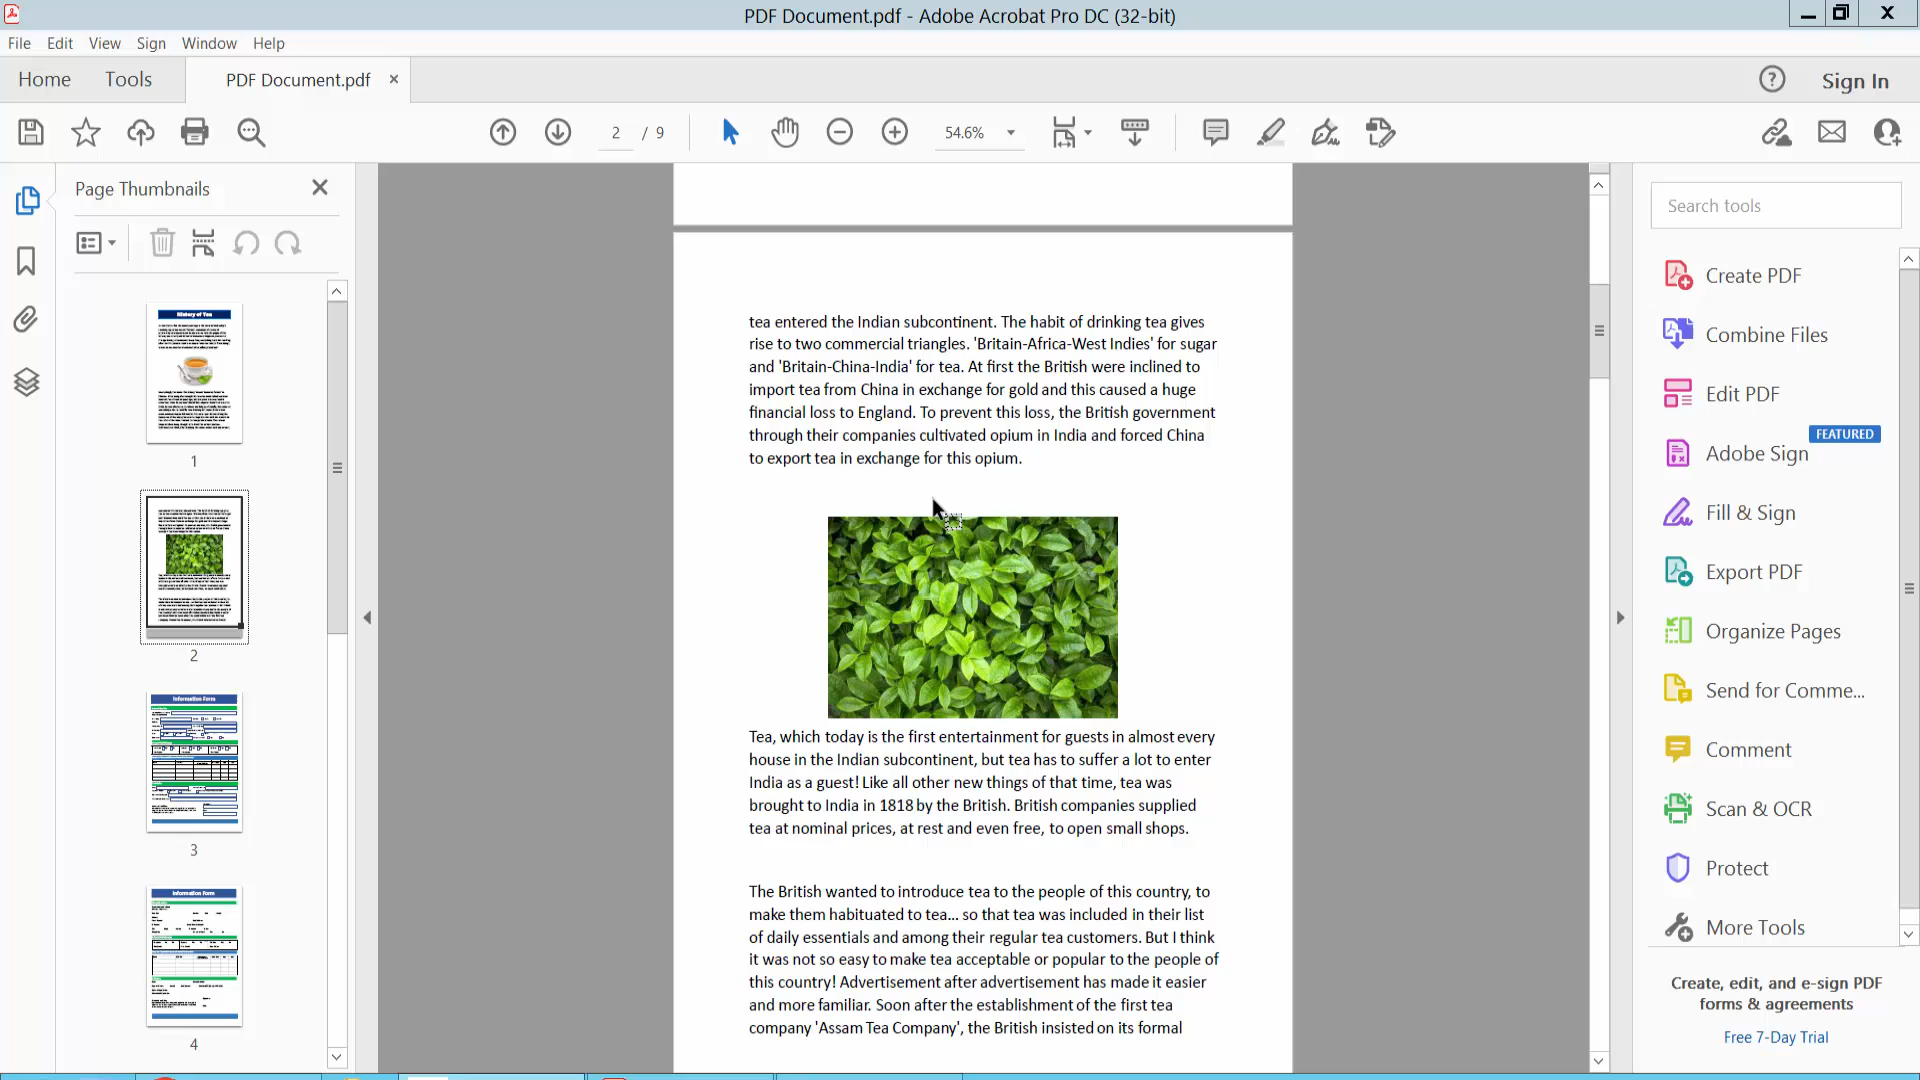 PDF Document.pdf - Adobe Acrobat Pro DC (32-bit)
File Edit View Sign Window Help
Home Tools PDF Document.pdf Sign In
2 / 9 54.6%
Page Thumbnails
History of Tea
1
2
Information Form
3
Information Form
4
tea entered the Indian subcontinent. The habit of drinking tea gives
rise to two commercial triangles. 'Britain-Africa-West Indies' for sugar
and 'Britain-China-India' for tea. At first the British were inclined to
import tea from China in exchange for gold and this caused a huge
financial loss to England. To prevent this loss, the British government
through their companies cultivated opium in India and forced China
to export tea in exchange for this opium.
Tea, which today is the first entertainment for guests in almost every
house in the Indian subcontinent, but tea has to suffer a lot to enter
India as a guest! Like all other new things of that time, tea was
brought to India in 1818 by the British. British companies supplied
tea at nominal prices, at rest and even free, to open small shops.
The British wanted to introduce tea to the people of this country, to
make them habituated to tea... so that tea was included in their list
of daily essentials and among their regular tea customers. But I think
it was not so easy to make tea acceptable or popular to the people of
this country! Advertisement after advertisement has made it easier
and more familiar. Soon after the establishment of the first tea
company 'Assam Tea Company', the British insisted on its formal
Search tools
Create PDF
Combine Files
Edit PDF
FEATURED
Adobe Sign
Fill & Sign
Export PDF
Organize Pages
Send for Comme...
Comment
Scan & OCR
Protect
More Tools
Create, edit, and e-sign PDF
forms & agreements
Free 7-Day Trial